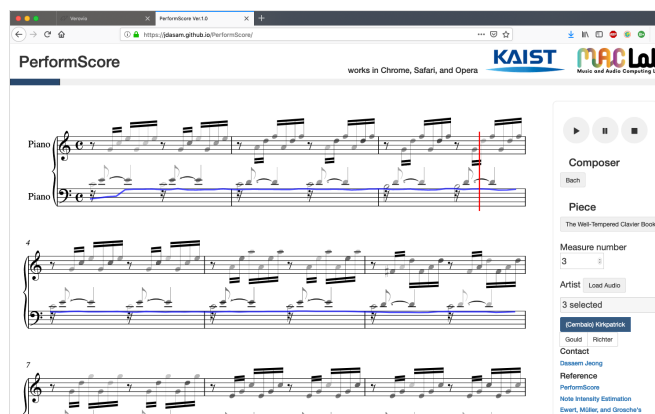 Verovio
PerformScore Ver.1.0
https://jdasam.github.io/PerformScore/
PerformScore
works in Chrome, Safari, and Opera
KAIST
MAC Lab
Music and Audio Computing L
Piano
Piano
Composer
Bach
Piece
The Well-Tempered Clavier Book
Measure number
3
Artist Load Audio
3 selected
(Cembalo) Kirkpatrick
Gould Richter
Contact
Dasaem Jeong
Reference
PerformScore
Note Intensity Estimation
Ewert, Müller, and Grosche's
4
7